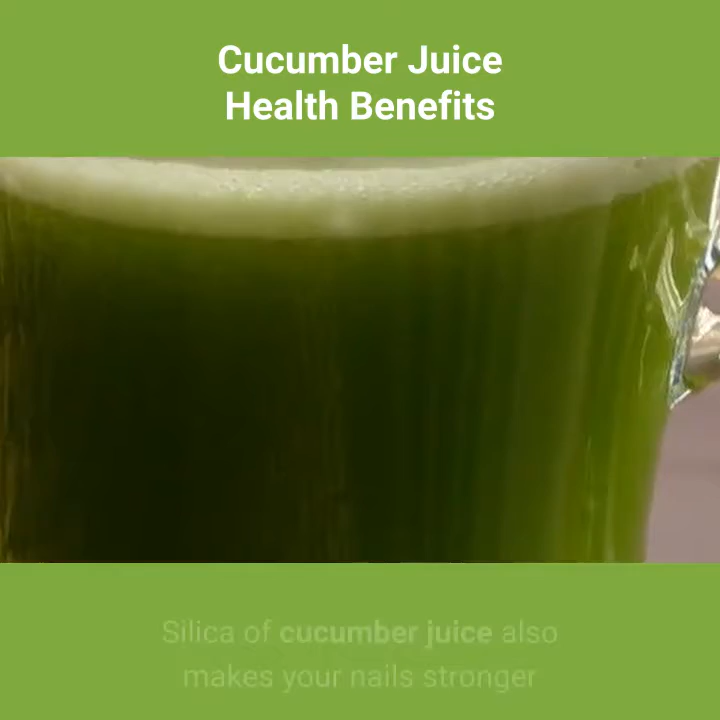 Cucumber Juice
Health Benefits
Silica of cucumber juice also
makes your nails stronger